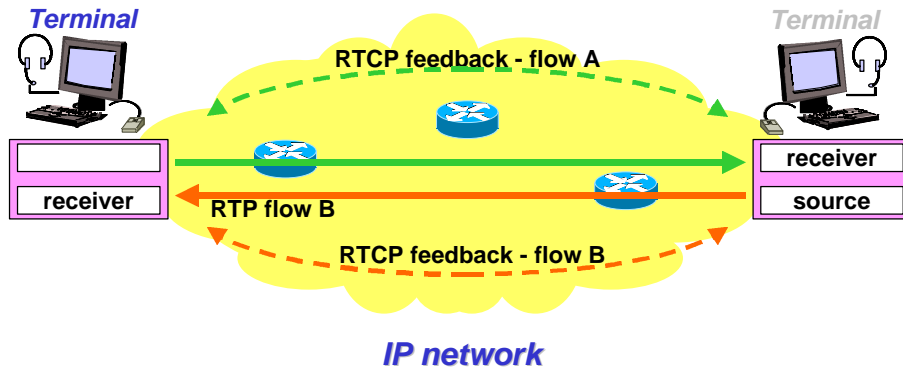 Terminal
Terminal
RTCP feedback - flow A
receiver
receiver
RTP flow B
source
RTCP feedback - flow B
IP network